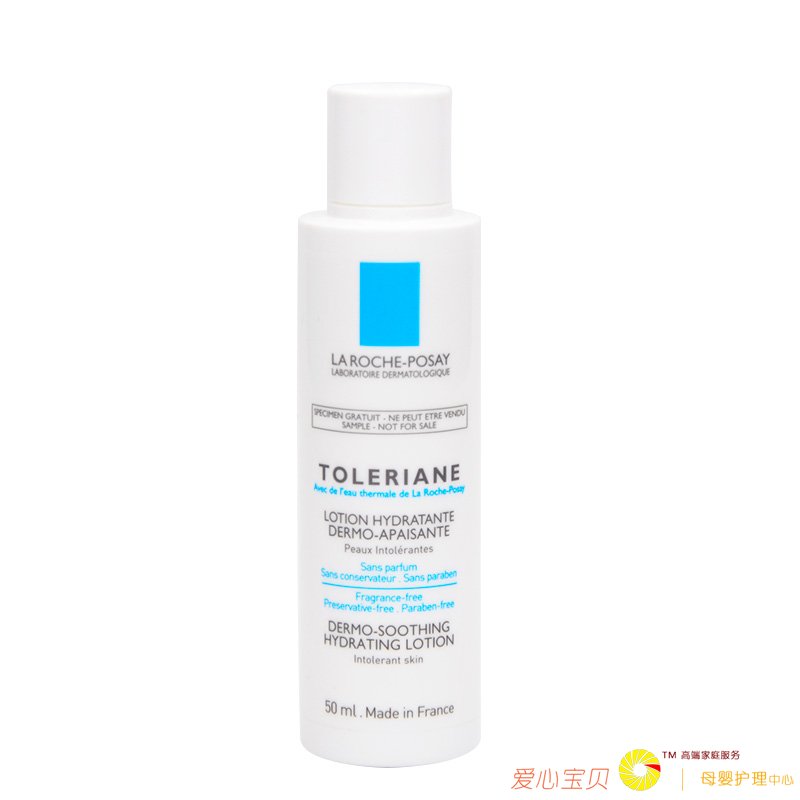 LA ROCHE-POSAY
LABORATOIRE DERMATOLOGIQUE
SPECIMEN GRATUIT - NE PEUT ETRE VENDU
SAMPLE - NOT FOR SALE
TOLERIANE
Avec de l'eau thermale de La Roche-Posay
LOTION HYDRATANTE
DERMO-APAISANTE
Peaux Intolérantes
Sans parfum
Sans conservateur . Sans paraben
Fragrance-free
Preservative-free . Paraben-free
DERMO-SOOTHING
HYDRATING LOTION
Intolerant skin
50 ml . Made in France
爱心宝贝 TM 高端家庭服务
母婴护理中心